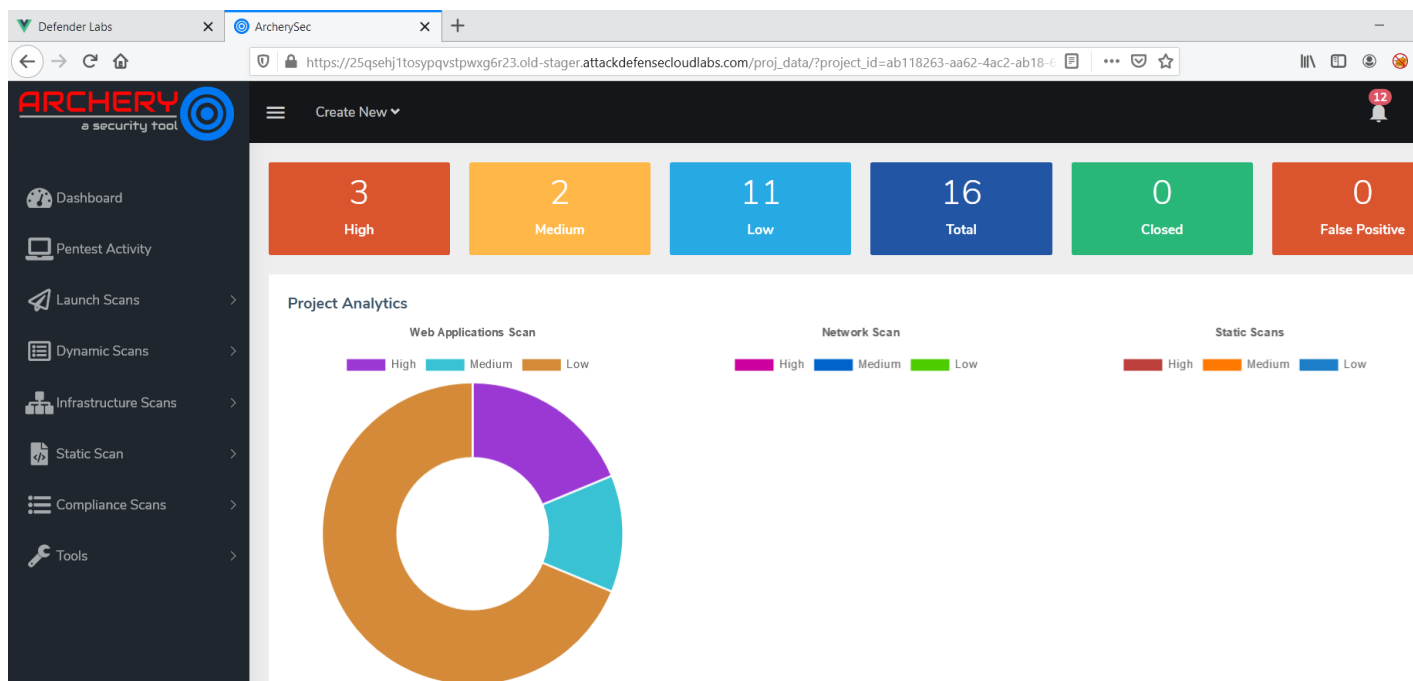 Defender Labs
ArcherySec
https://25qsehj1tosypqvstpwxg6r23.old-stager.attackdefensecloudlabs.com/proj_data/?project_id=ab118263-aa62-4ac2-ab18-6
ARCHERY
a security tool
Create New
12
Dashboard
Pentest Activity
Launch Scans
Dynamic Scans
Infrastructure Scans
Static Scan
Compliance Scans
Tools
3 2 11 16 0 0
High Medium Low Total Closed False Positive
Project Analytics
Web Applications Scan Network Scan Static Scans
High Medium Low High Medium Low High Medium Low